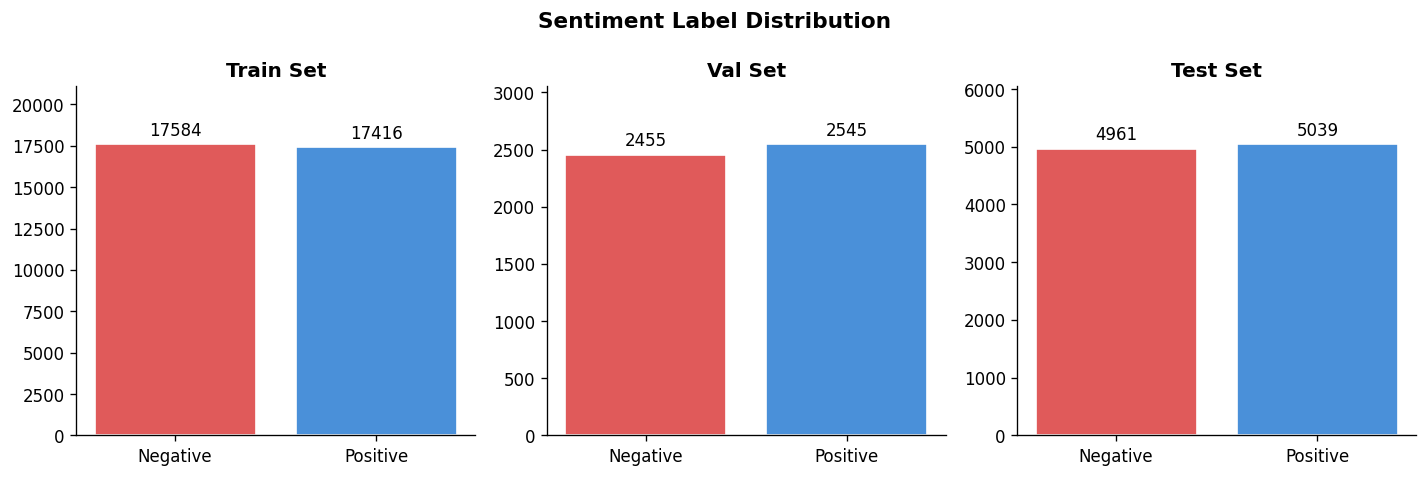 Sentiment Label Distribution
Train Set
20000
17500
15000
12500
10000
7500
5000
2500
0
17584
17416
Negative
Positive
Val Set
3000
2500
2000
1500
1000
500
0
2455
2545
Negative
Positive
Test Set
6000
5000
4000
3000
2000
1000
0
4961
5039
Negative
Positive